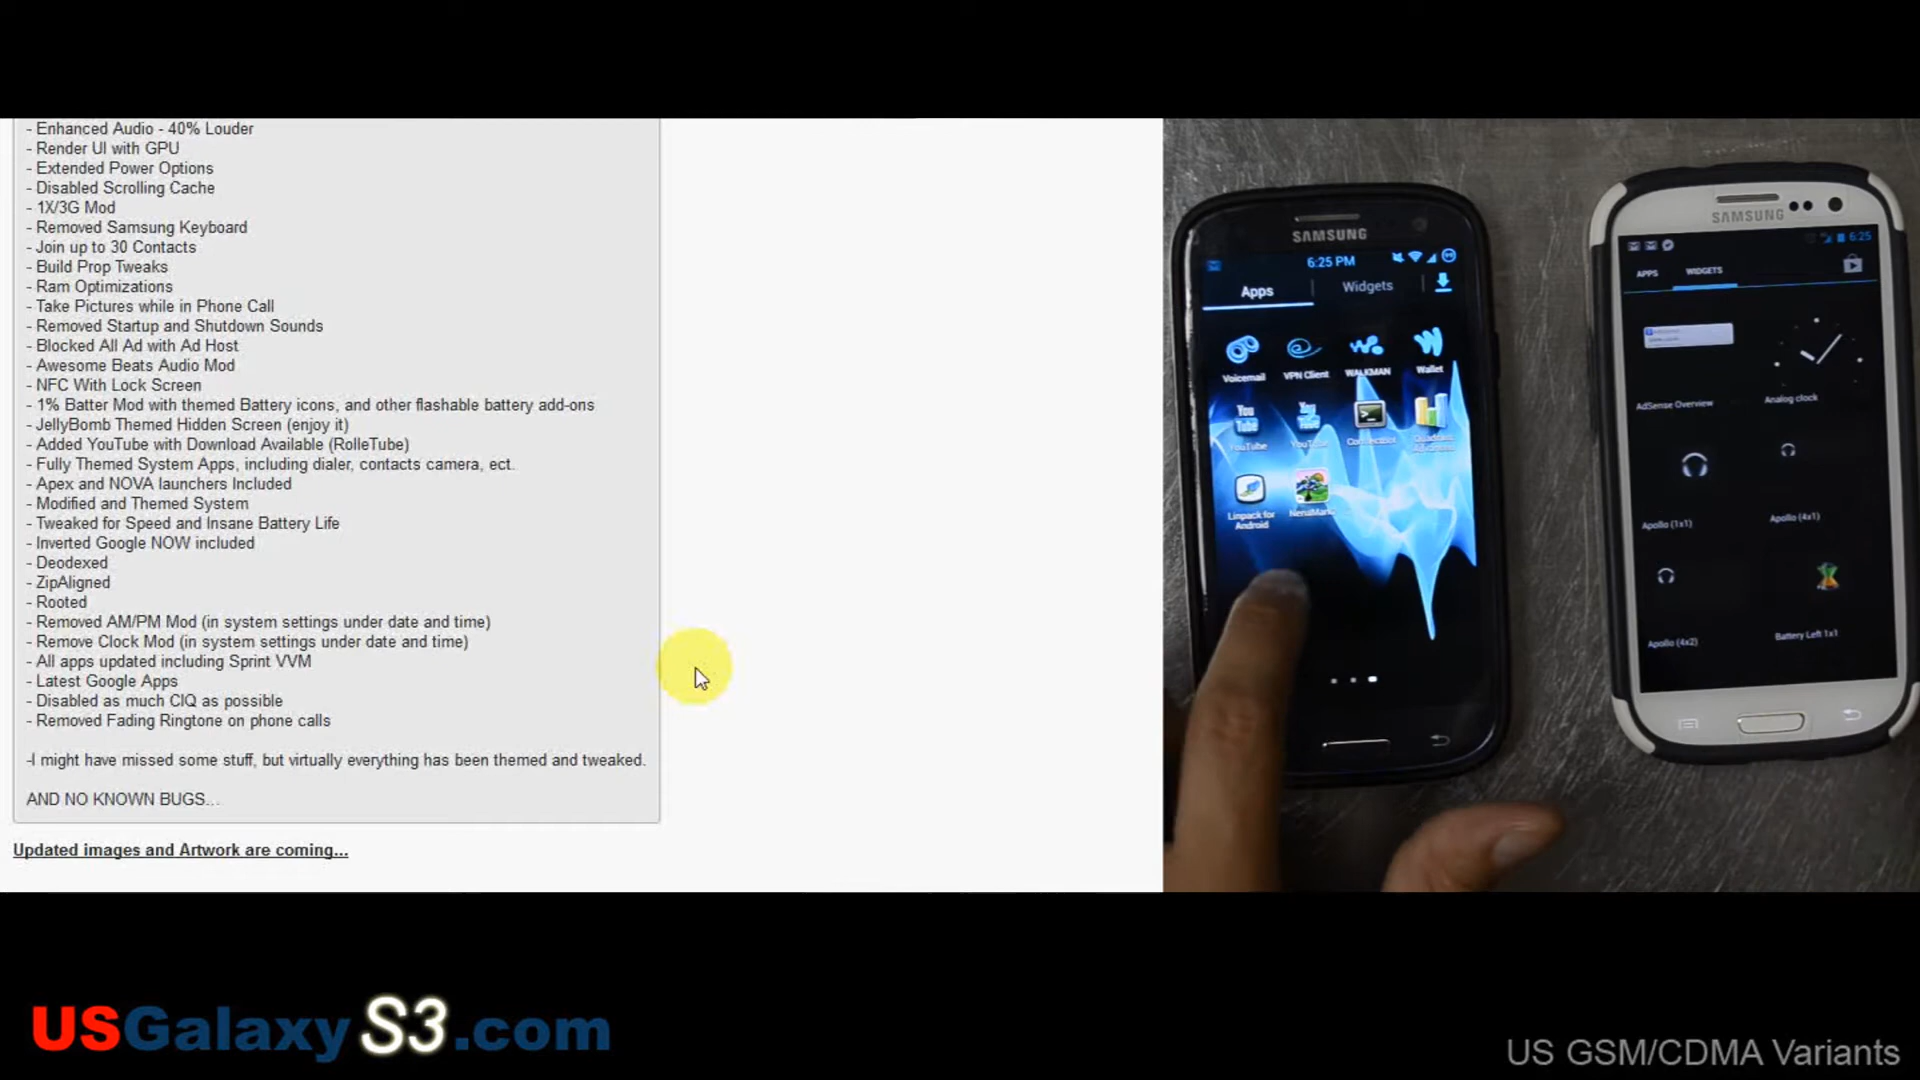 - Enhanced Audio - 40% Louder
- Render UI with GPU
- Extended Power Options
- Disabled Scrolling Cache
- 1X/3G Mod
- Removed Samsung Keyboard
- Join up to 30 Contacts
- Build Prop Tweaks
- Ram Optimizations
- Take Pictures while in Phone Call
- Removed Startup and Shutdown Sounds
- Blocked All Ad with Ad Host
- Awesome Beats Audio Mod
- NFC With Lock Screen
- 1% Batter Mod with themed Battery icons, and other flashable battery add-ons
- JellyBomb Themed Hidden Screen (enjoy it)
- Added YouTube with Download Available (RolleTube)
- Fully Themed System Apps, including dialer, contacts camera, ect.
- Apex and NOVA launchers Included
- Modified and Themed System
- Tweaked for Speed and Insane Battery Life
- Inverted Google NOW included
- Deodexed
- ZipAligned
- Rooted
- Removed AM/PM Mod (in system settings under date and time)
- Remove Clock Mod (in system settings under date and time)
- All apps updated including Sprint VVM
- Latest Google Apps
- Disabled as much CIQ as possible
- Removed Fading Ringtone on phone calls
-I might have missed some stuff, but virtually everything has been themed and tweaked.
AND NO KNOWN BUGS...
Updated images and Artwork are coming...
SAMSUNG
6:25 PM
Apps Widgets
Voicemail VPN Client WALKMAN Wallet
You Tube
YouTube ConnectBot
Linpack for Android
SAMSUNG
6:25
APPS WIDGETS
AdSense Overview Analog clock
Apollo (1x1) Apollo (4x1)
Apollo (4x2) Battery Left 1x1
USGalaxy S3.com
US GSM/CDMA Variants